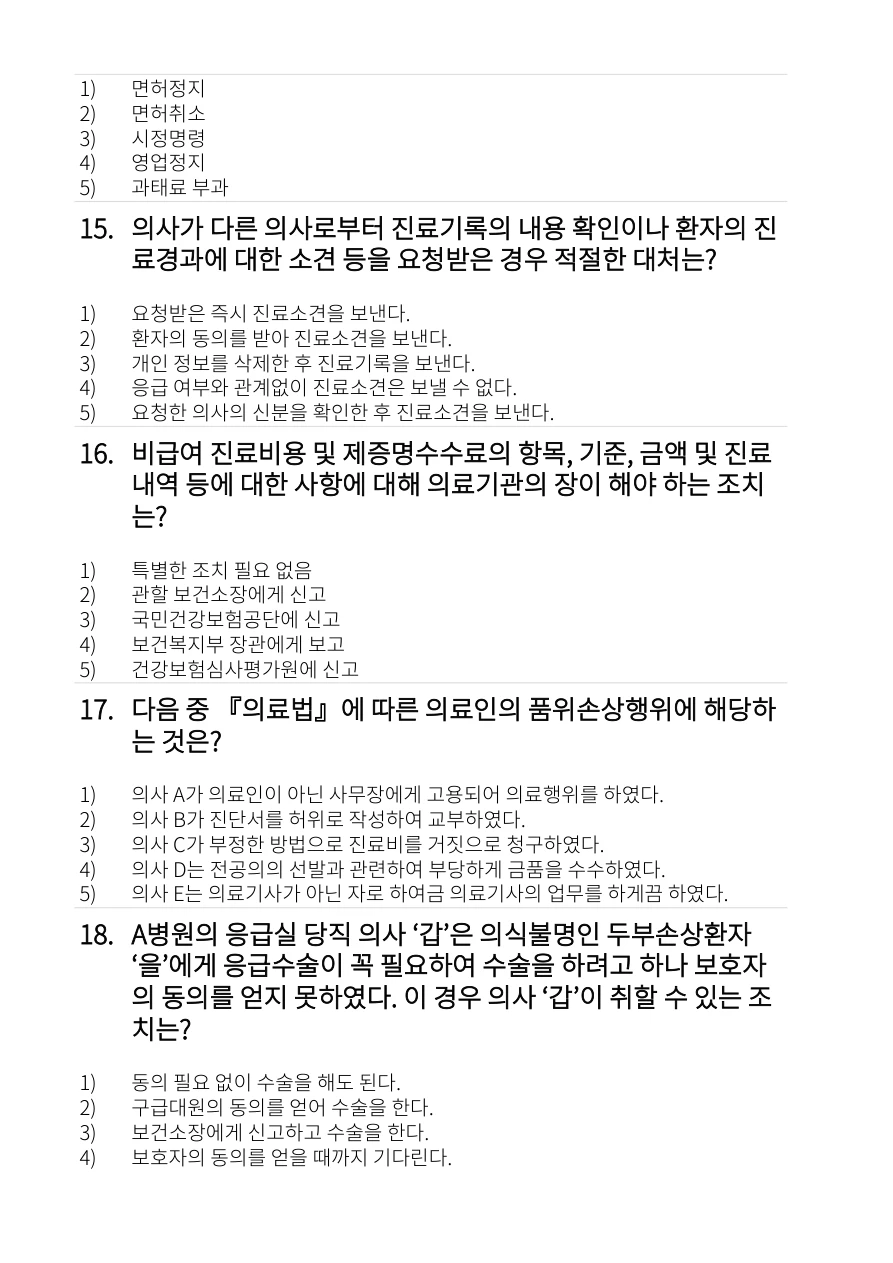 1) 면허정지
2) 면허취소
3) 시정명령
4) 영업정지
5) 과태료 부과
15. 의사가 다른 의사로부터 진료기록의 내용 확인이나 환자의 진
료경과에 대한 소견 등을 요청받은 경우 적절한 대처는?
1) 요청받은 즉시 진료소견을 보낸다.
2) 환자의 동의를 받아 진료소견을 보낸다.
3) 개인 정보를 삭제한 후 진료기록을 보낸다.
4) 응급 여부와 관계없이 진료소견은 보낼 수 없다.
5) 요청한 의사의 신분을 확인한 후 진료소견을 보낸다.
16. 비급여 진료비용 및 제증명수수료의 항목, 기준, 금액 및 진료
내역 등에 대한 사항에 대해 의료기관의 장이 해야 하는 조치
는?
1) 특별한 조치 필요 없음
2) 관할 보건소장에게 신고
3) 국민건강보험공단에 신고
4) 보건복지부 장관에게 보고
5) 건강보험심사평가원에 신고
17. 다음 중 『의료법』에 따른 의료인의 품위손상행위에 해당하
는 것은?
1) 의사 A가 의료인이 아닌 사무장에게 고용되어 의료행위를 하였다.
2) 의사 B가 진단서를 허위로 작성하여 교부하였다.
3) 의사 C가 부정한 방법으로 진료비를 거짓으로 청구하였다.
4) 의사 D는 전공의의 선발과 관련하여 부당하게 금품을 수수하였다.
5) 의사 E는 의료기사가 아닌 자로 하여금 의료기사의 업무를 하게끔 하였다.
18. A병원의 응급실 당직 의사 ‘갑’은 의식불명인 두부손상환자
‘을’에게 응급수술이 꼭 필요하여 수술을 하려고 하나 보호자
의 동의를 얻지 못하였다. 이 경우 의사 ‘갑’이 취할 수 있는 조
치는?
1) 동의 필요 없이 수술을 해도 된다.
2) 구급대원의 동의를 얻어 수술을 한다.
3) 보건소장에게 신고하고 수술을 한다.
4) 보호자의 동의를 얻을 때까지 기다린다.